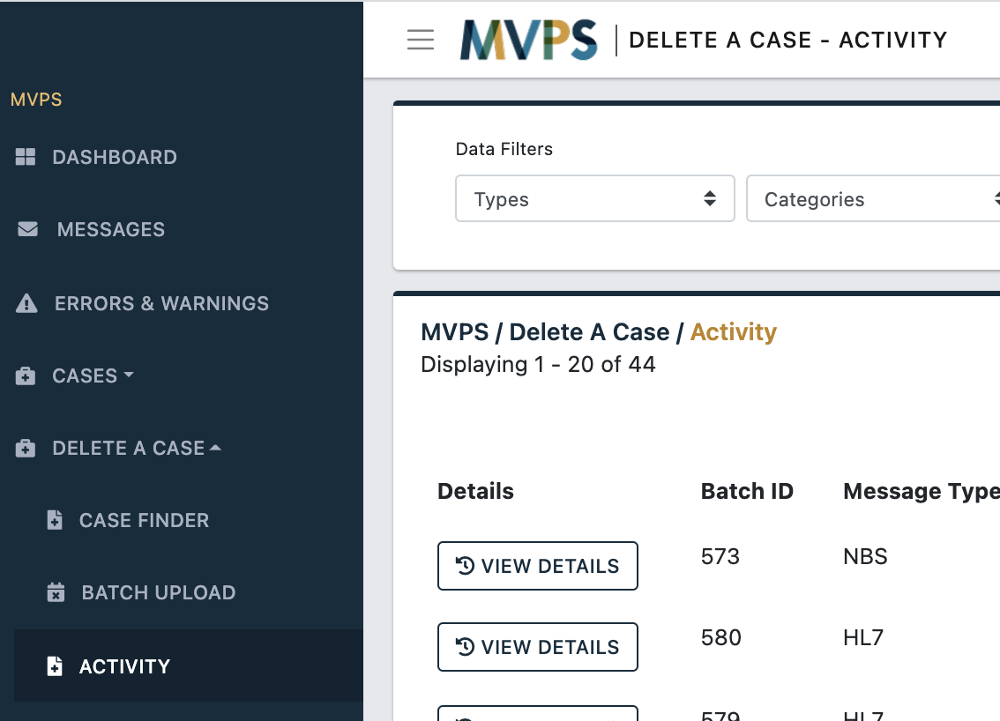 MVPS
DASHBOARD
MESSAGES
ERRORS & WARNINGS
CASES
DELETE A CASE
CASE FINDER
BATCH UPLOAD
ACTIVITY
MVPS
DELETE A CASE - ACTIVITY
Data Filters
Types
Categories
MVPS / Delete A Case / Activity
Displaying 1 - 20 of 44
Details Batch ID Message Type
VIEW DETAILS 573 NBS
VIEW DETAILS 580 HL7
579 HL7